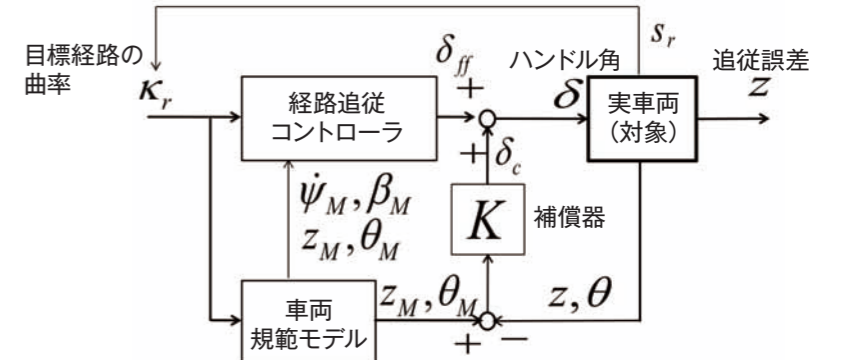 目標経路の
曲率
κr
経路追従
コントローラ
δff
+
+
δc
ハンドル角
δ
sr
実車両
(対象)
追従誤差
z
ψ̇M, βM
zM, θM
K
補償器
車両
規範モデル
zM, θM
+
−
z, θ